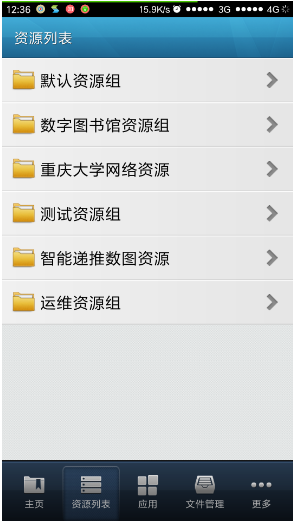 12:36 15.9K/s 3G 4G
资源列表
默认资源组
数字图书馆资源组
重庆大学网络资源
测试资源组
智能递推数图资源
运维资源组
主页 资源列表 应用 文件管理 更多